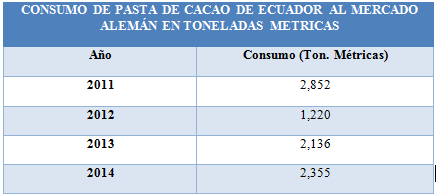 CONSUMO DE PASTA DE CACAO DE ECUADOR AL MERCADO
ALEMÁN EN TONELADAS METRICAS
Año Consumo (Ton. Métricas)
2011 2,852
2012 1,220
2013 2,136
2014 2,355